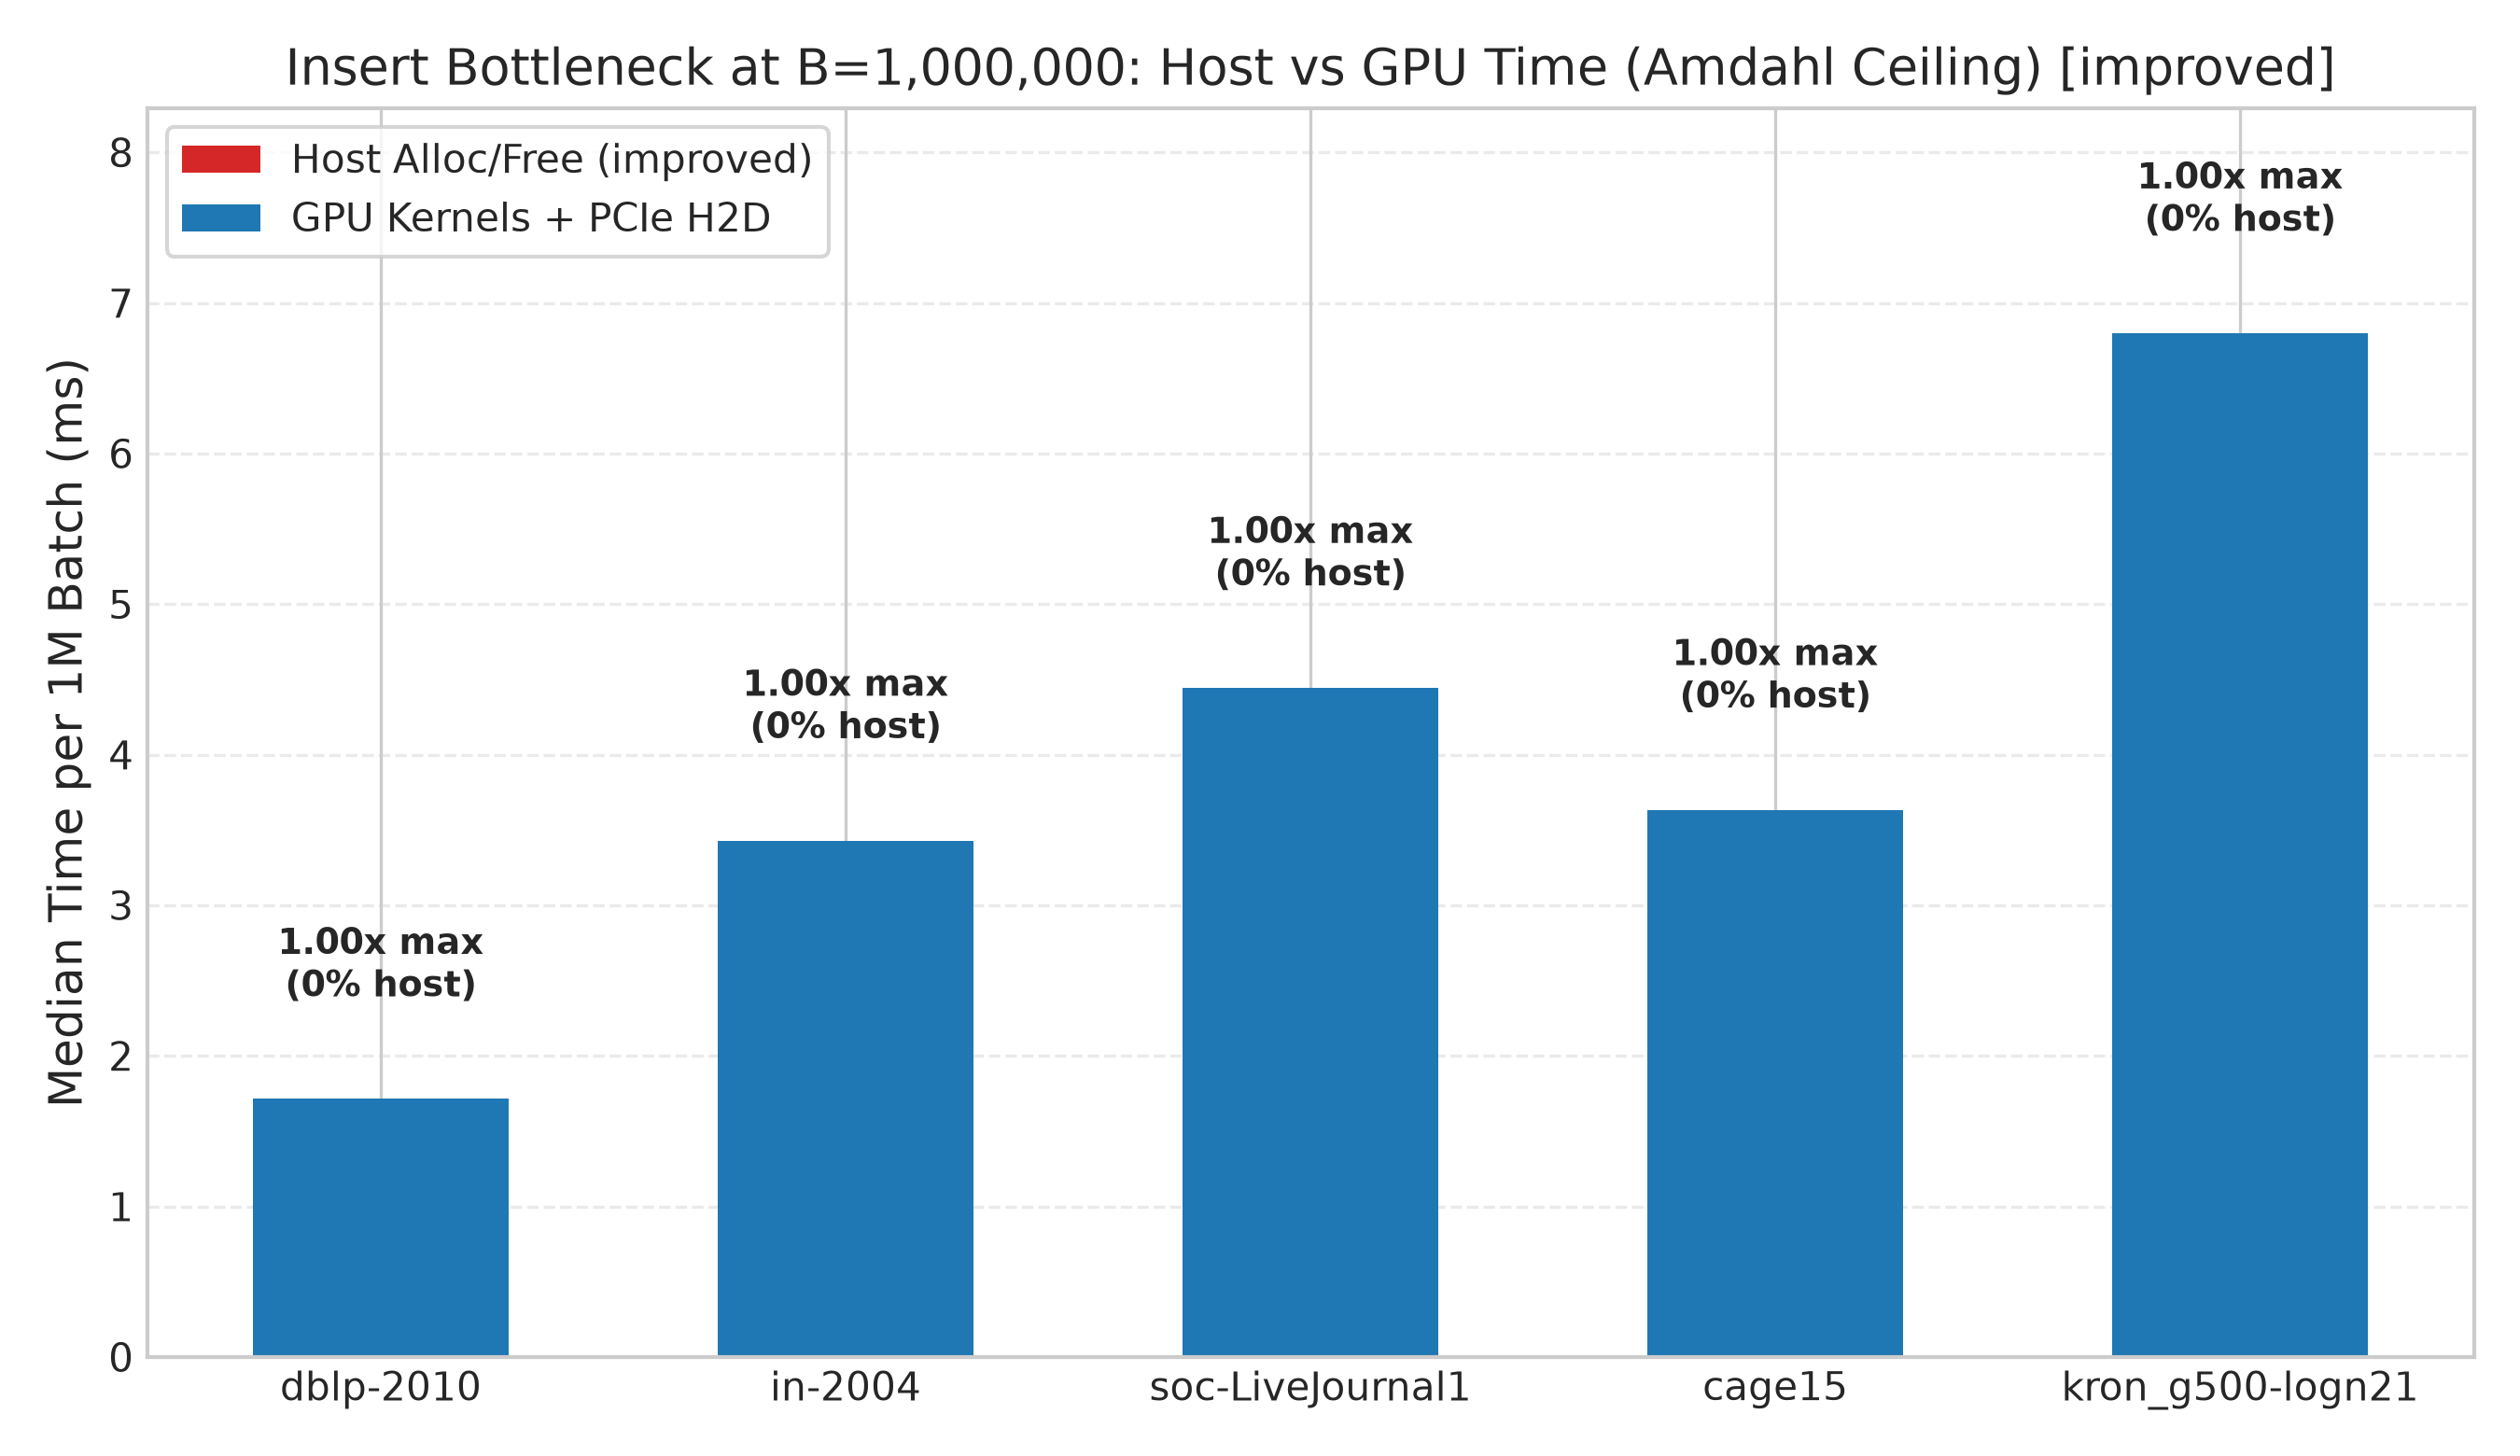 Insert Bottleneck at B=1,000,000: Host vs GPU Time (Amdahl Ceiling) [improved]
Host Alloc/Free (improved)
GPU Kernels + PCIe H2D
Median Time per 1M Batch (ms)
8
7
6
5
4
3
2
1
0
1.00x max
(0% host)
1.00x max
(0% host)
1.00x max
(0% host)
1.00x max
(0% host)
1.00x max
(0% host)
dblp-2010
in-2004
soc-LiveJournal1
cage15
kron_g500-logn21